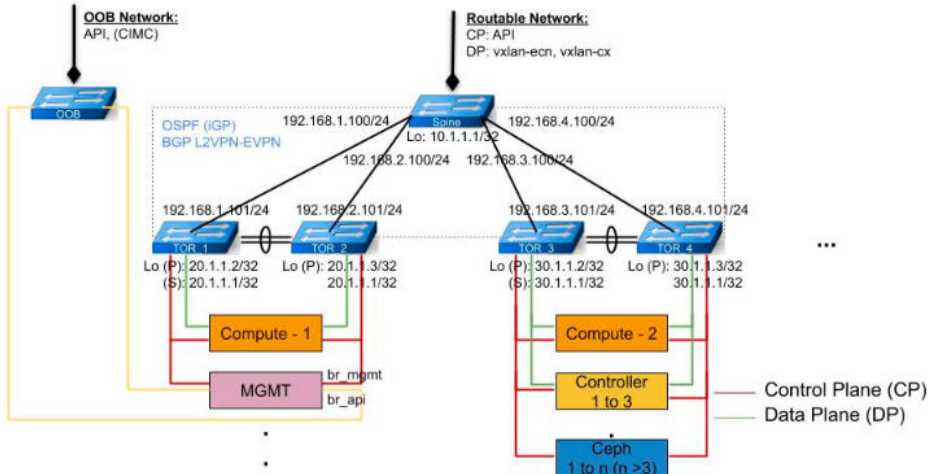 OOB Network:
API, (CIMC)
Routable Network:
CP: API
DP: vxlan-ecn, vxlan-cx
OOB
OSPF (iGP)
BGP L2VPN-EVPN
192.168.1.100/24
Spine
192.168.4.100/24
Lo: 10.1.1.1/32
192.168.2.100/24
192.168.3.100/24
192.168.1.101/24
192.168.2.101/24
192.168.3.101/24
192.168.4.101/24
TOR_1
TOR_2
TOR_3
TOR_4
...
Lo (P): 20.1.1.2/32
(S): 20.1.1.1/32
Lo (P): 20.1.1.3/32
20.1.1.1/32
Lo (P): 30.1.1.2/32
(S): 30.1.1.1/32
Lo (P): 30.1.1.3/32
30.1.1.1/32
Compute - 1
Compute - 2
MGMT
br_mgmt
br_api
Controller
1 to 3
Control Plane (CP)
Data Plane (DP)
Ceph
1 to n (n >3)